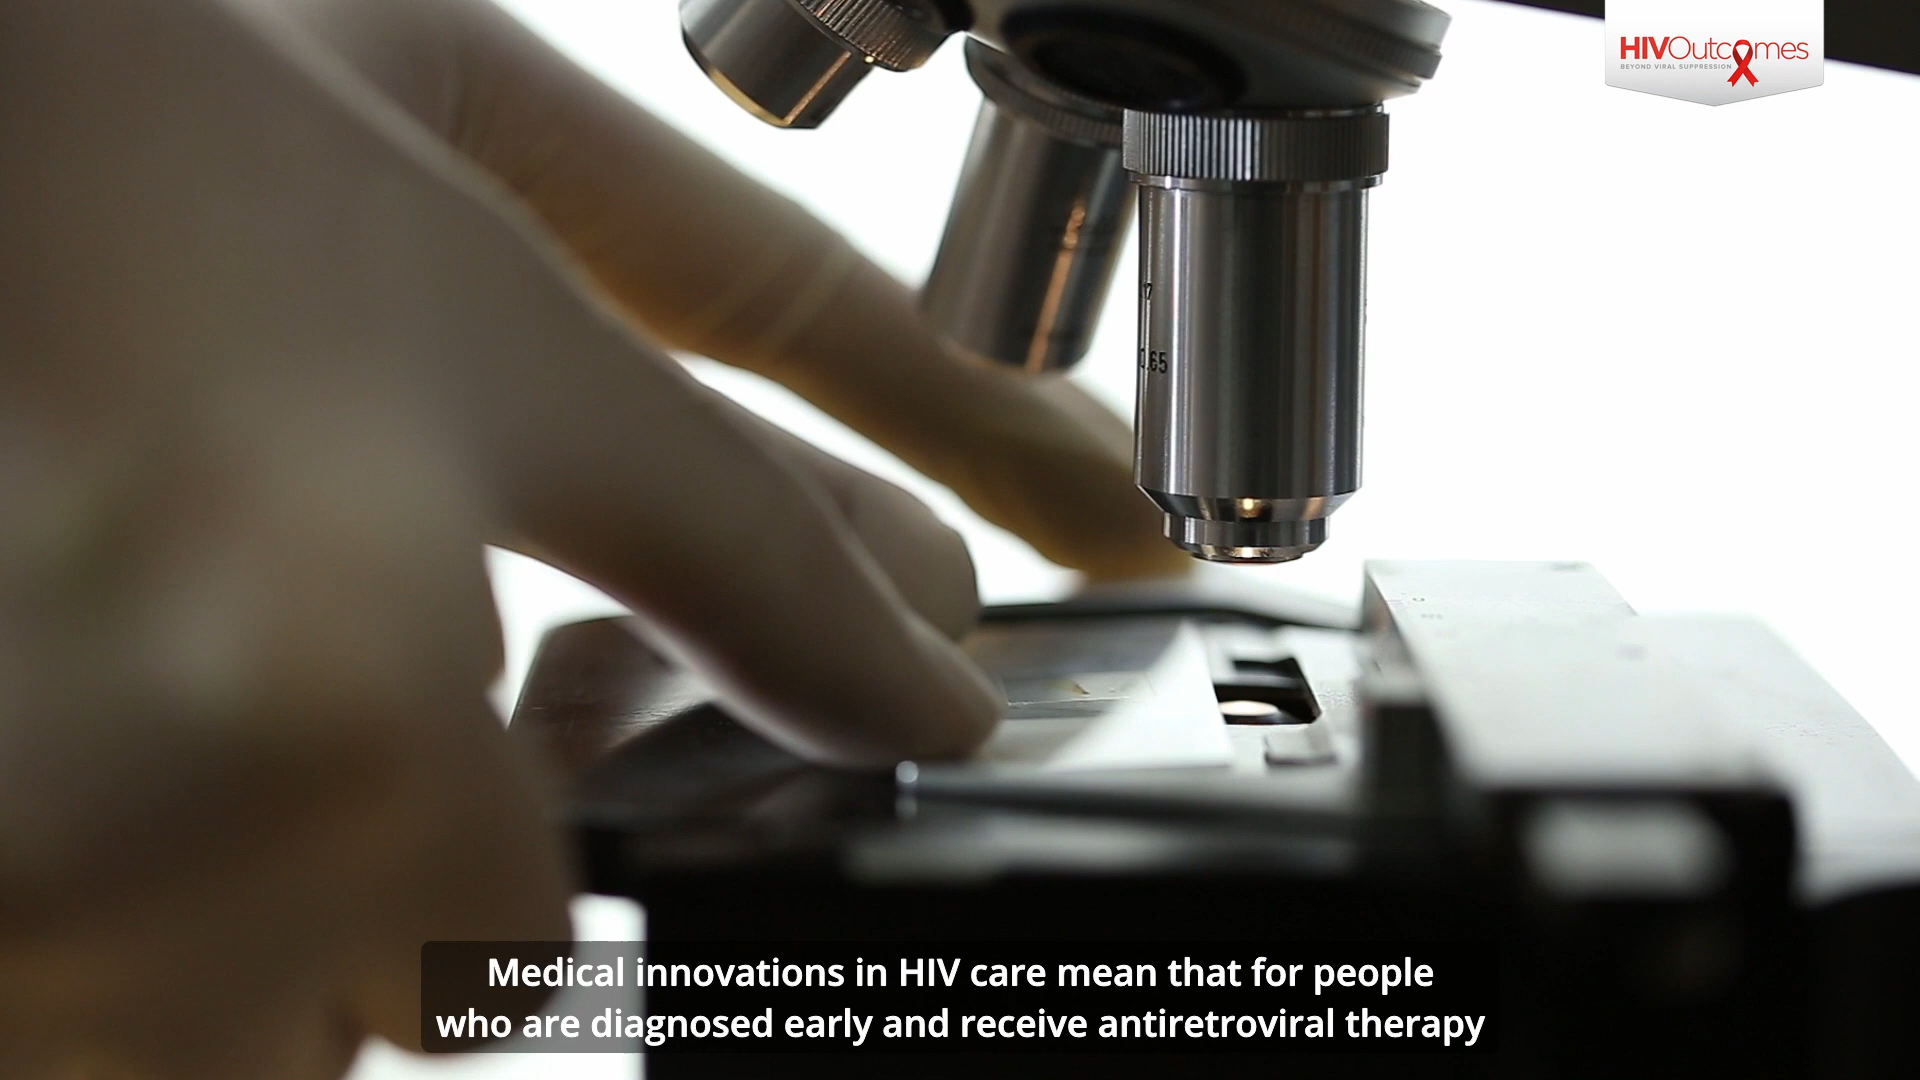 HIVOutcomes
BEYOND VIRAL SUPPRESSION
17
.65
Medical innovations in HIV care mean that for people
who are diagnosed early and receive antiretroviral therapy